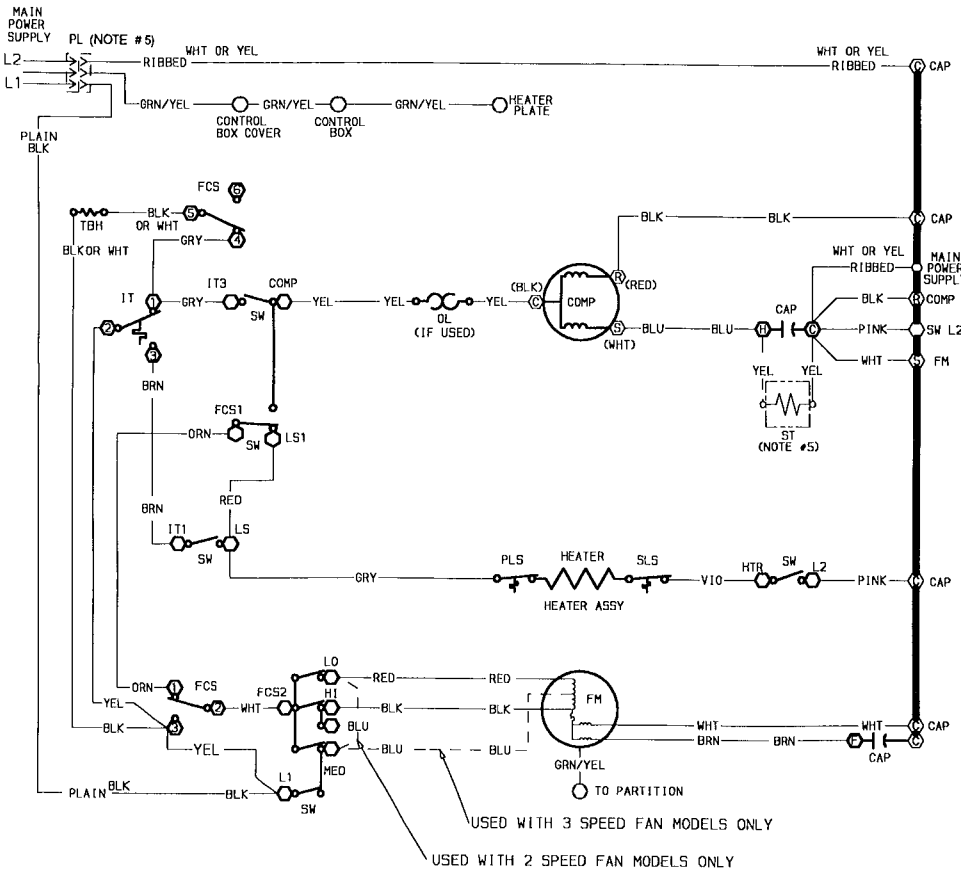 MAIN
POWER
SUPPLY
PL (NOTE #5)
L2
L1
RIBBED
WHT OR YEL
WHT OR YEL
RIBBED
C
CAP
GRN/YEL
CONTROL
BOX COVER
GRN/YEL
CONTROL
BOX
GRN/YEL
HEATER
PLATE
PLAIN
BLK
FCS
6
TBH
BLK
OR WHT
5
4
GRY
BLK OR WHT
BLK
BLK
C
CAP
WHT OR YEL
RIBBED
MAIN
POWER
SUPPLY
IT
1
2
3
GRY
IT3
SW
COMP
YEL
YEL
OL
(IF USED)
YEL
(BLK)
C
COMP
R
(RED)
S
(WHT)
BLU
BLU
H
CAP
C
BLK
R
COMP
PINK
SW L2
WHT
S
FM
YEL
YEL
ST
(NOTE #5)
BRN
FCS1
ORN
SW
LS1
RED
BRN
IT1
SW
LS
GRY
PLS
HEATER
SLS
HEATER ASSY
VIO
HTR
SW
L2
PINK
C
CAP
ORN
1
FCS
2
WHT
FCS2
3
YEL
BLK
YEL
LO
RED
RED
HI
BLK
BLK
BLU
MED
BLU
BLU
FM
WHT
WHT
C
CAP
BRN
BRN
F
CAP
C
GRN/YEL
TO PARTITION
PLAIN
BLK
BLK
L1
SW
USED WITH 3 SPEED FAN MODELS ONLY
USED WITH 2 SPEED FAN MODELS ONLY